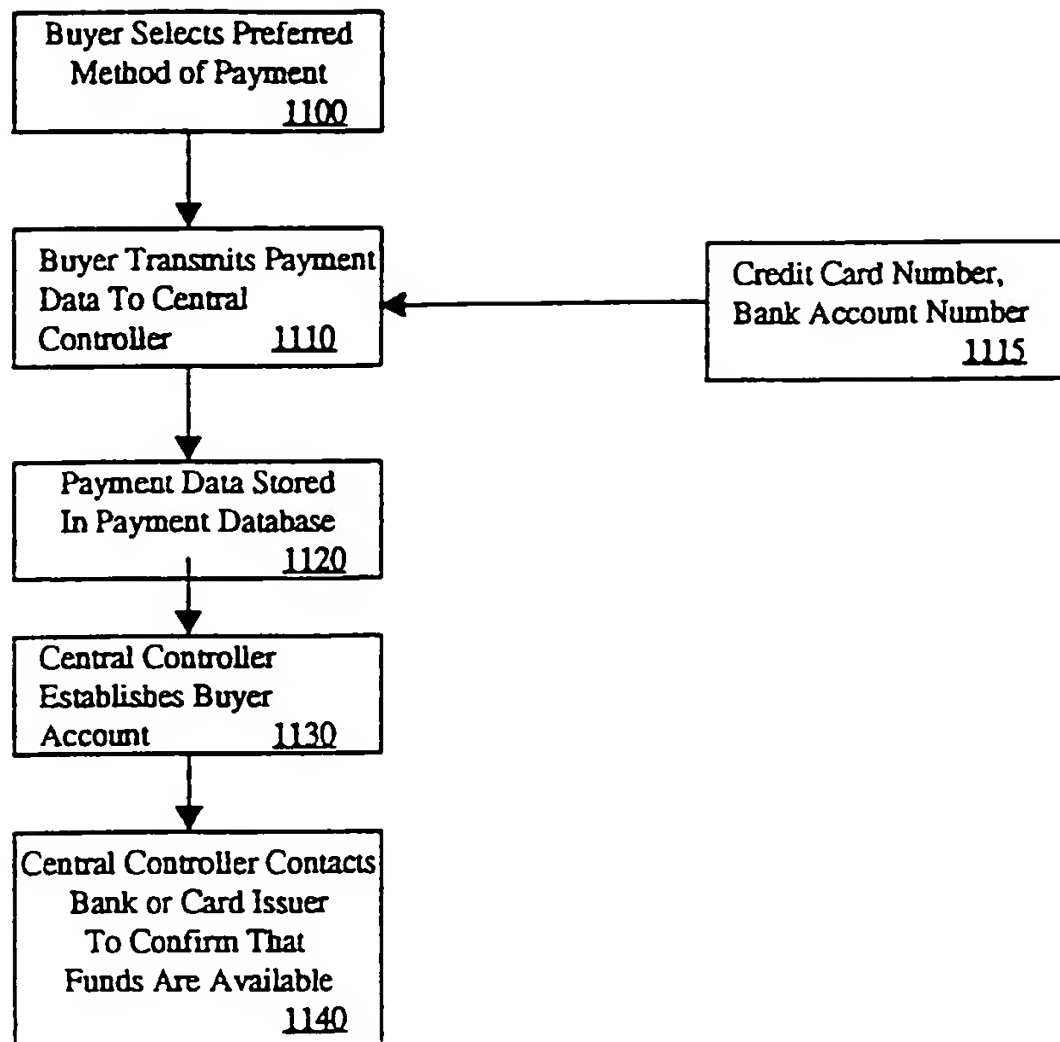 Buyer Selects Preferred
Method of Payment
1100
Buyer Transmits Payment
Data To Central
Controller 1110
Credit Card Number,
Bank Account Number
1115
Payment Data Stored
In Payment Database
1120
Central Controller
Establishes Buyer
Account 1130
Central Controller Contacts
Bank or Card Issuer
To Confirm That
Funds Are Available
1140